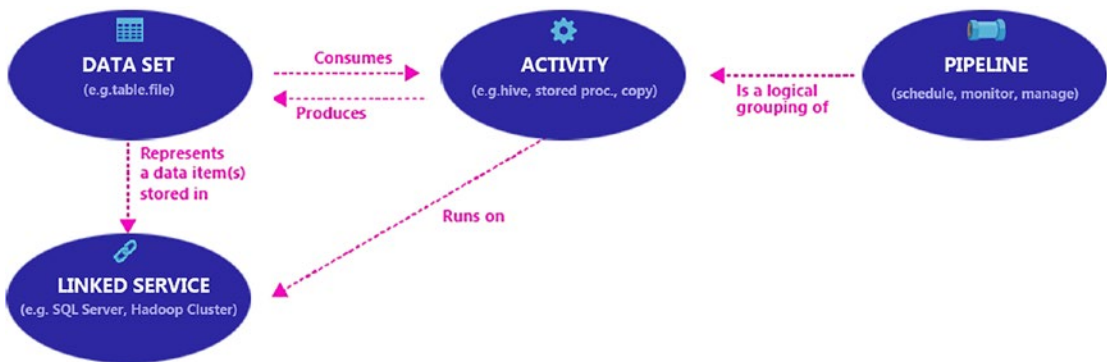 DATA SET
(e.g.table.file)
Consumes
Produces
ACTIVITY
(e.g.hive, stored proc., copy)
Is a logical
grouping of
PIPELINE
(schedule, monitor, manage)
Represents
a data item(s)
stored in
Runs on
LINKED SERVICE
(e.g. SQL Server, Hadoop Cluster)